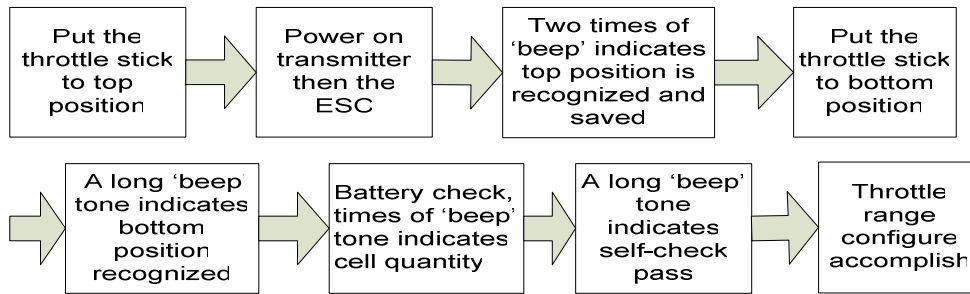 Put the
throttle stick
to top
position
Power on
transmitter
then the
ESC
Two times of
‘beep’ indicates
top position is
recognized and
saved
Put the
throttle stick
to bottom
position
A long ‘beep’
tone indicates
bottom
position
recognized
Battery check,
times of ‘beep’
tone indicates
cell quantity
A long ‘beep’
tone
indicates
self-check
pass
Throttle
range
configure
accomplish